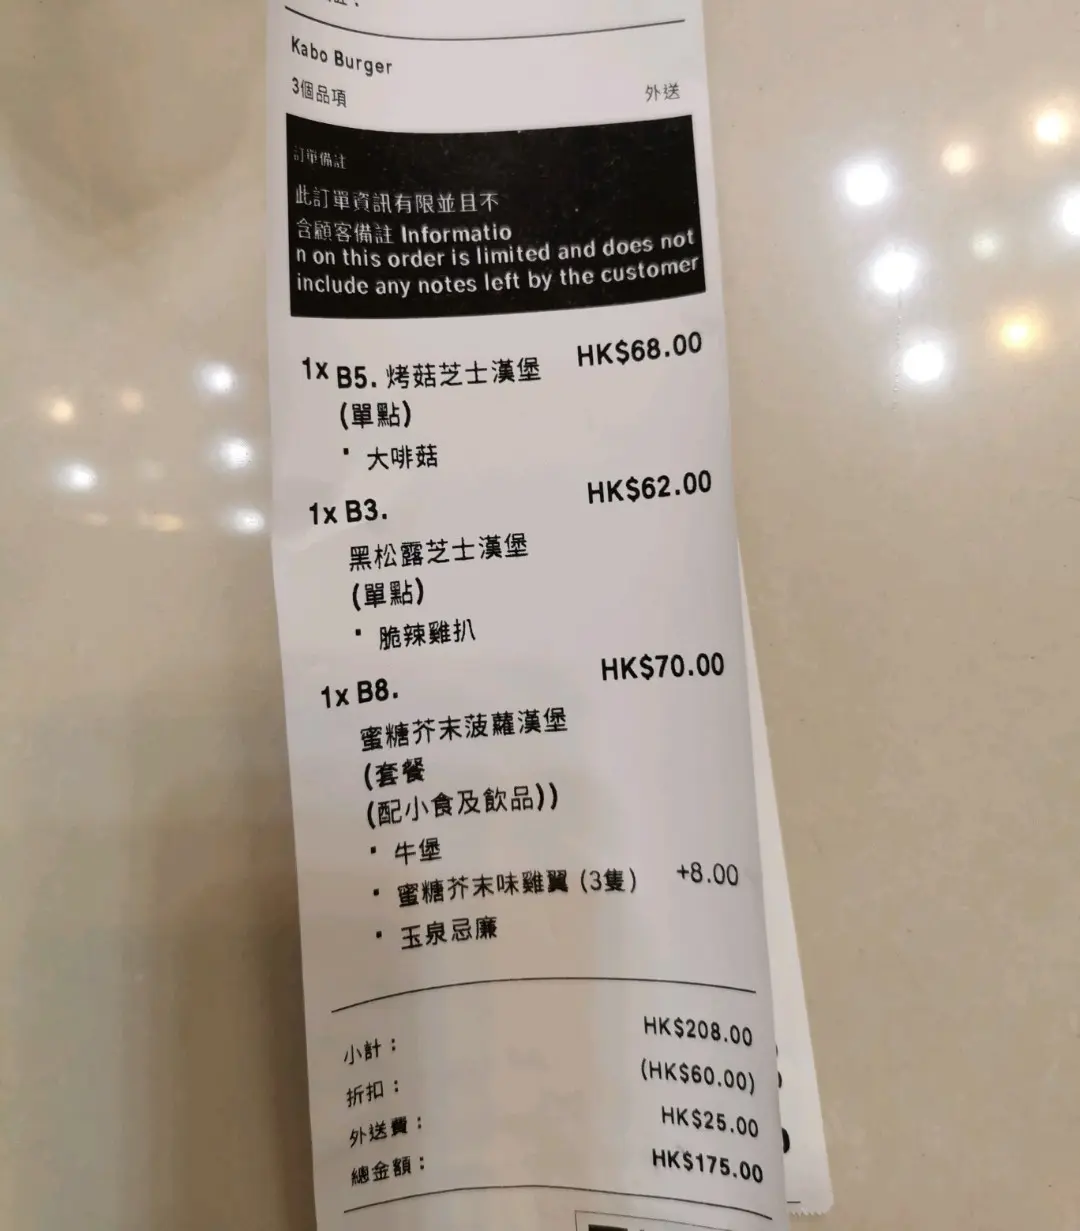 Kabo Burger
3個品項 外送
訂單備註
此訂單資訊有限並且不
含顧客備註 Informatio
n on this order is limited and does not
include any notes left by the customer
1x B5. 烤菇芝士漢堡 HK$68.00
(單點)
· 大啡菇
1x B3. HK$62.00
黑松露芝士漢堡
(單點)
· 脆辣雞扒
1x B8. HK$70.00
蜜糖芥末菠蘿漢堡
(套餐
(配小食及飲品))
· 牛堡
· 蜜糖芥末味雞翼 (3隻) +8.00
· 玉泉忌廉
小計： HK$208.00
折扣： (HK$60.00)
外送費： HK$25.00
總金額： HK$175.00